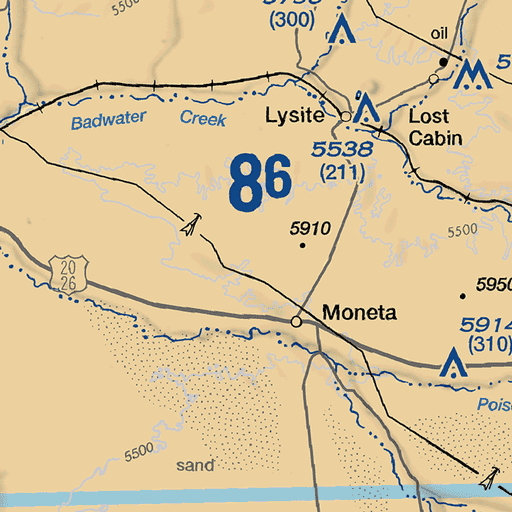 5500
(300)
oil
Lysite
Lost
Cabin
Badwater Creek
5538
(211)
86
5910
5500
20
26
5950
Moneta
5914
(310)
5500
sand